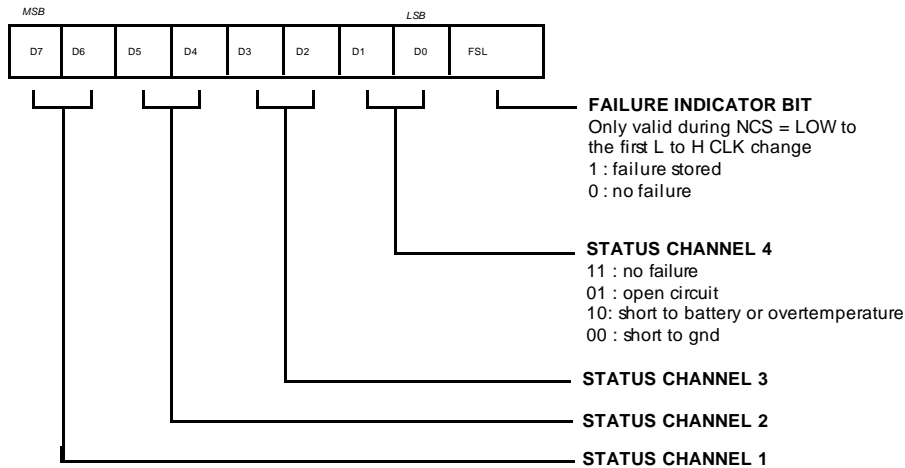 MSB LSB
D7 D6 D5 D4 D3 D2 D1 D0 FSL
FAILURE INDICATOR BIT
Only valid during NCS = LOW to
the first L to H CLK change
1 : failure stored
0 : no failure
STATUS CHANNEL 4
11 : no failure
01 : open circuit
10: short to battery or overtemperature
00 : short to gnd
STATUS CHANNEL 3
STATUS CHANNEL 2
STATUS CHANNEL 1